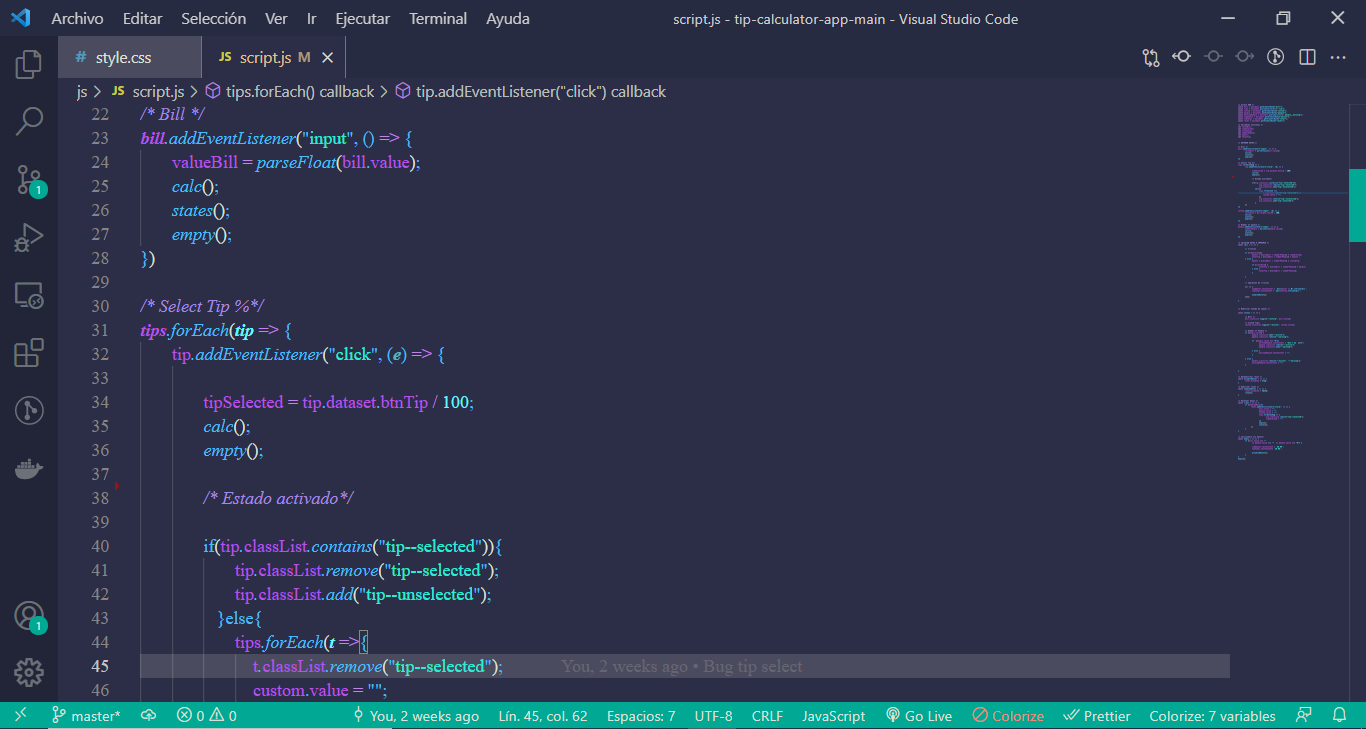 Archivo Editar Selección Ver Ir Ejecutar Terminal Ayuda script.js - tip-calculator-app-main - Visual Studio Code
# style.css JS script.js M
js > JS script.js > tips.forEach() callback > tip.addEventListener("click") callback
22 /* Bill */
23 bill.addEventListener("input", () => {
24 valueBill = parseFloat(bill.value);
25 calc();
26 states();
27 empty();
28 })
29
30 /* Select Tip %*/
31 tips.forEach(tip => {
32 tip.addEventListener("click", (e) => {
33
34 tipSelected = tip.dataset.btnTip / 100;
35 calc();
36 empty();
37
38 /* Estado activado*/
39
40 if(tip.classList.contains("tip--selected")){
41 tip.classList.remove("tip--selected");
42 tip.classList.add("tip--unselected");
43 }else{
44 tips.forEach(t =>{
45 t.classList.remove("tip--selected"); You, 2 weeks ago • Bug tip select
46 custom.value = "";
1
1
master* 0 0 You, 2 weeks ago Lín. 45, col. 62 Espacios: 7 UTF-8 CRLF JavaScript Go Live Colorize Prettier Colorize: 7 variables